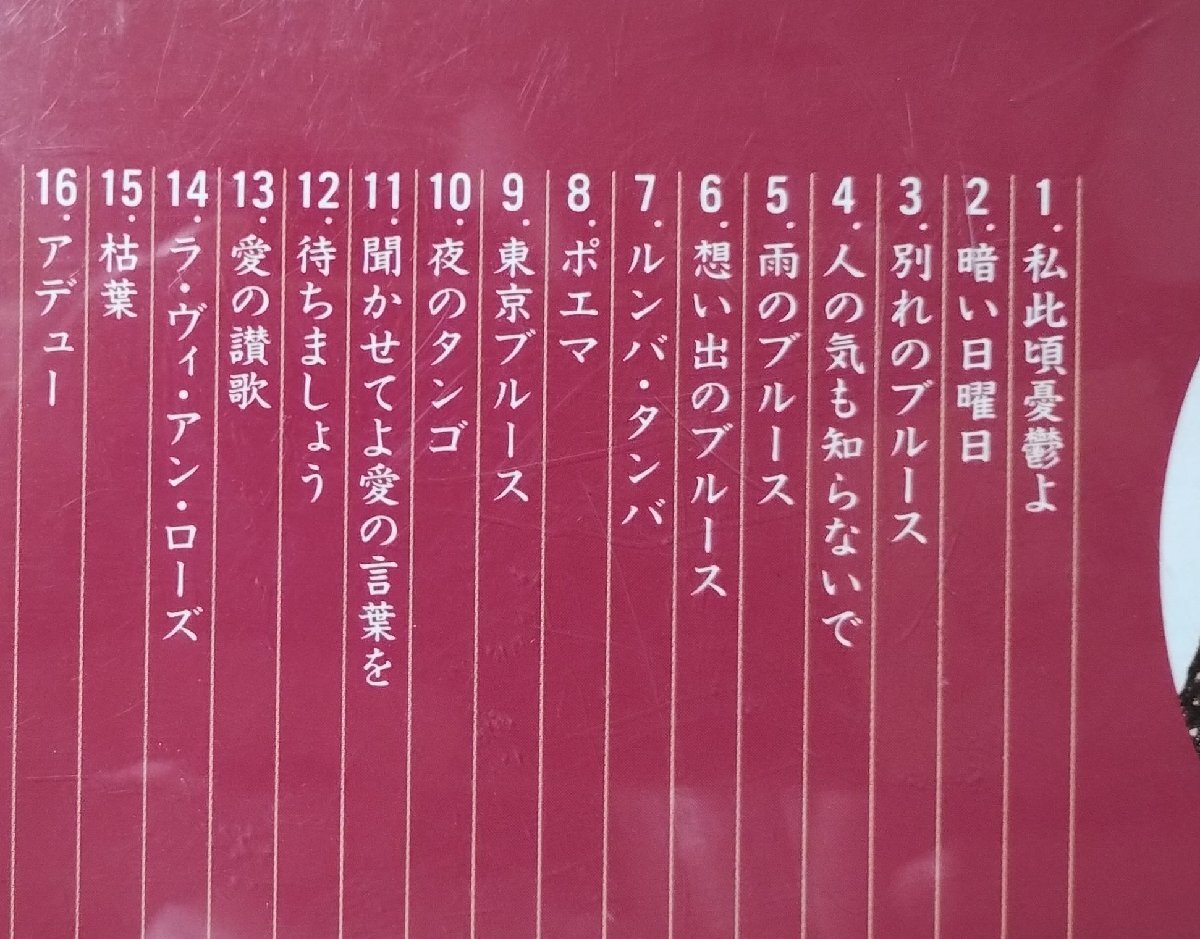 1.私此頃憂鬱よ
2.暗い日曜日
3.別れのブルース
4.人の気も知らないで
5.雨のブルース
6.想い出のブルース
7.ルンバ・タンバ
8.ポエマ
9.東京ブルース
10.夜のタンゴ
11.聞かせてよ愛の言葉を
12.待ちましょう
13.愛の讃歌
14.ラ・ヴィ・アン・ローズ
15.枯葉
16.アデュー